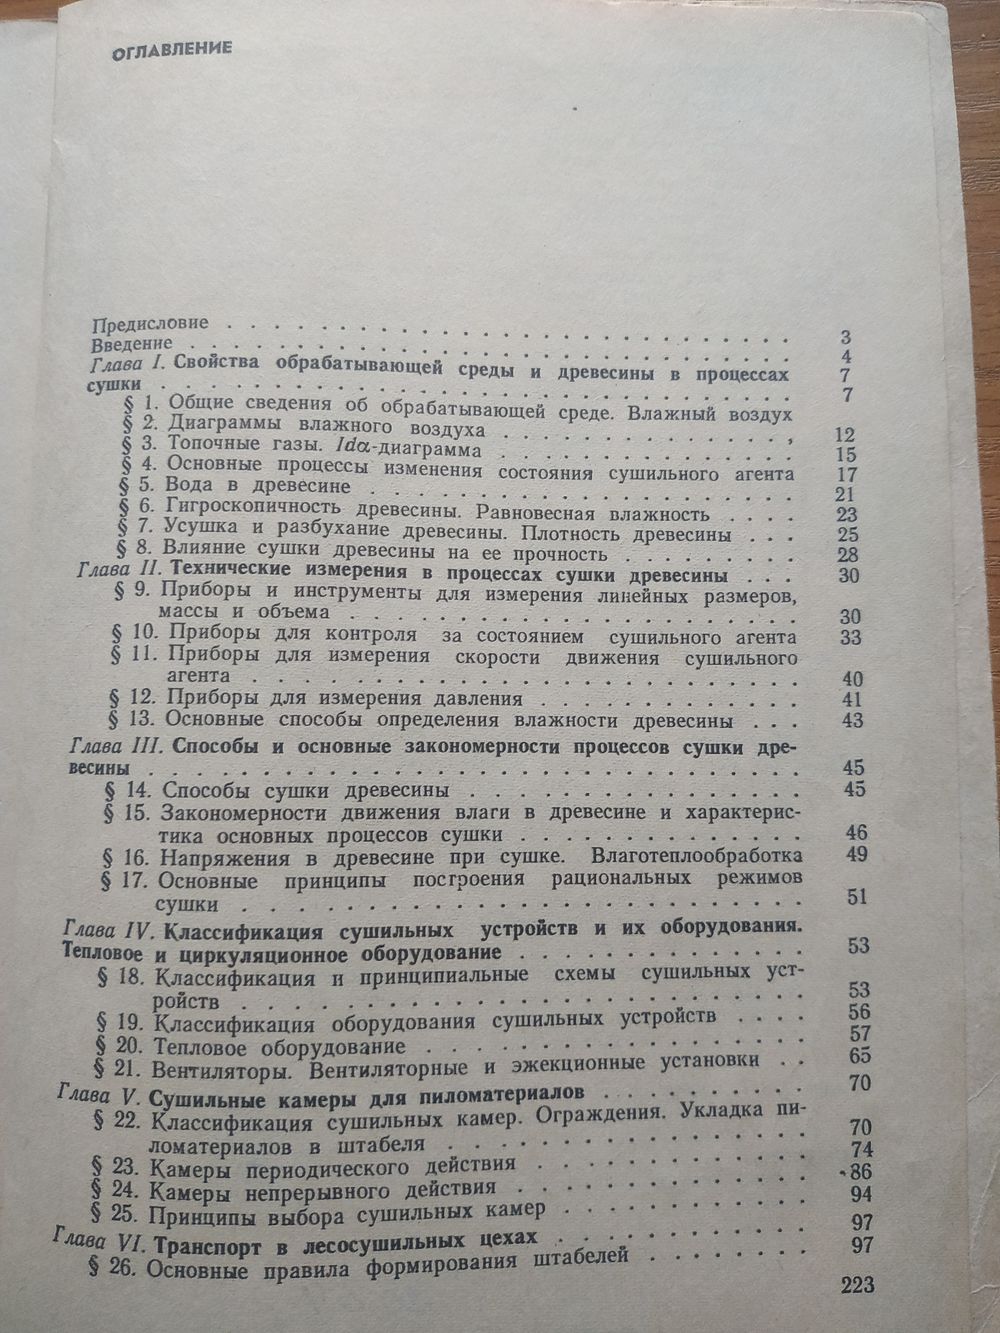 ОГЛАВЛЕНИЕ
Предисловие . . . . . . . . . . . . . . . . . . . . . 3
Введение . . . . . . . . . . . . . . . . . . . . . . 4
Глава I. Свойства обрабатывающей среды и древесины в процессах
сушки . . . . . . . . . . . . . . . . . . . . . . . 7
§ 1. Общие сведения об обрабатывающей среде. Влажный воздух 7
§ 2. Диаграммы влажного воздуха . . . . . . . . . . . . 12
§ 3. Топочные газы. Idα-диаграмма . . . . . . . . . . . . 15
§ 4. Основные процессы изменения состояния сушильного агента 17
§ 5. Вода в древесине . . . . . . . . . . . . . . . . . 21
§ 6. Гигроскопичность древесины. Равновесная влажность . . . . 23
§ 7. Усушка и разбухание древесины. Плотность древесины . . . 25
§ 8. Влияние сушки древесины на ее прочность . . . . . . . 28
Глава II. Технические измерения в процессах сушки древесины . . . 30
§ 9. Приборы и инструменты для измерения линейных размеров,
массы и объема . . . . . . . . . . . . . . . . . . 30
§ 10. Приборы для контроля за состоянием сушильного агента 33
§ 11. Приборы для измерения скорости движения сушильного
агента . . . . . . . . . . . . . . . . . . . . . 40
§ 12. Приборы для измерения давления . . . . . . . . . . 41
§ 13. Основные способы определения влажности древесины . . . 43
Глава III. Способы и основные закономерности процессов сушки дре-
весины . . . . . . . . . . . . . . . . . . . . . . . 45
§ 14. Способы сушки древесины . . . . . . . . . . . . . 45
§ 15. Закономерности движения влаги в древесине и характерис-
тика основных процессов сушки . . . . . . . . . . . 46
§ 16. Напряжения в древесине при сушке. Влаготеплообработка 49
§ 17. Основные принципы построения рациональных режимов
сушки . . . . . . . . . . . . . . . . . . . . . . 51
Глава IV. Классификация сушильных устройств и их оборудования.
Тепловое и циркуляционное оборудование . . . . . . . . . . 53
§ 18. Классификация и принципиальные схемы сушильных уст-
ройств . . . . . . . . . . . . . . . . . . . . . 53
§ 19. Классификация оборудования сушильных устройств . . . . 56
§ 20. Тепловое оборудование . . . . . . . . . . . . . . 57
§ 21. Вентиляторы. Вентиляторные и эжекционные установки . . 65
Глава V. Сушильные камеры для пиломатериалов . . . . . . . . 70
§ 22. Классификация сушильных камер. Ограждения. Укладка пи-
ломатериалов в штабеля . . . . . . . . . . . . . . 70
§ 23. Камеры периодического действия . . . . . . . . . . 74
§ 24. Камеры непрерывного действия . . . . . . . . . . . 86
§ 25. Принципы выбора сушильных камер . . . . . . . . . 94
Глава VI. Транспорт в лесосушильных цехах . . . . . . . . . . 97
§ 26. Основные правила формирования штабелей . . . . . . . 97
223